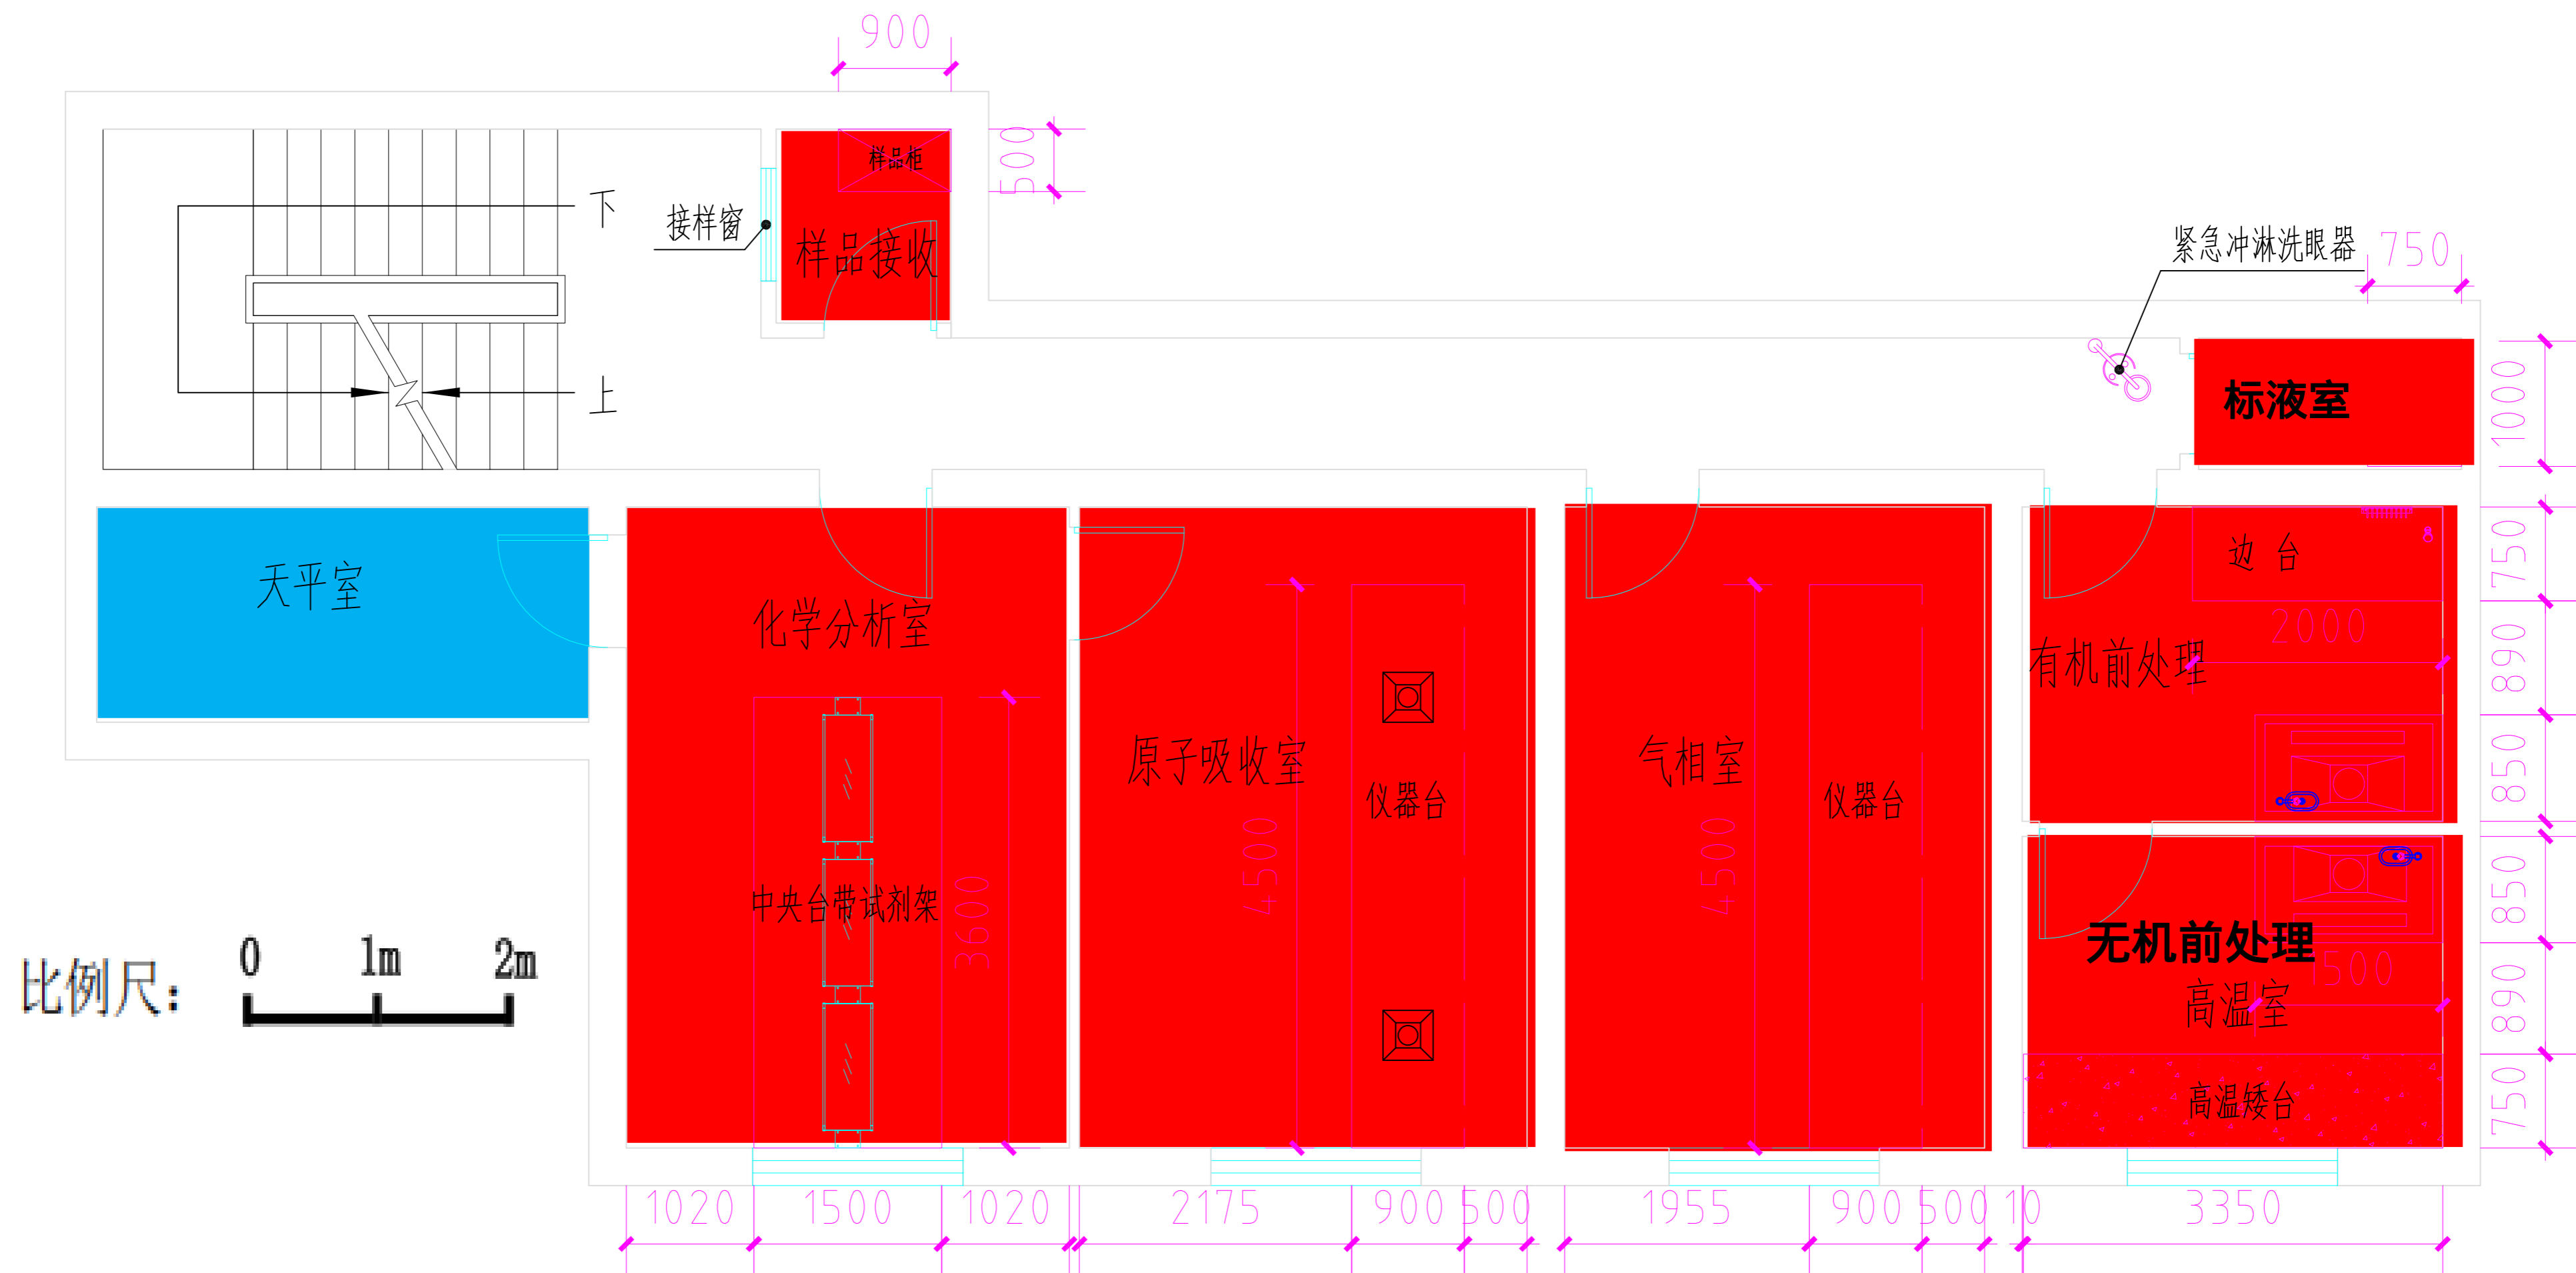 900
样品柜
500
下
接样窗
样品接收
紧急冲淋洗眼器
750
上
标液室
1000
天平室
化学分析室
边 台
750
2000
有机前处理
890
原子吸收室
气相室
仪器台
仪器台
850
4500
4500
中央台带试剂架
3600
850
无机前处理
1500
高温室
890
比例尺：
0 1m 2m
高温矮台
750
1020 1500 1020 2175 900 500 1955 900 500 10 3350